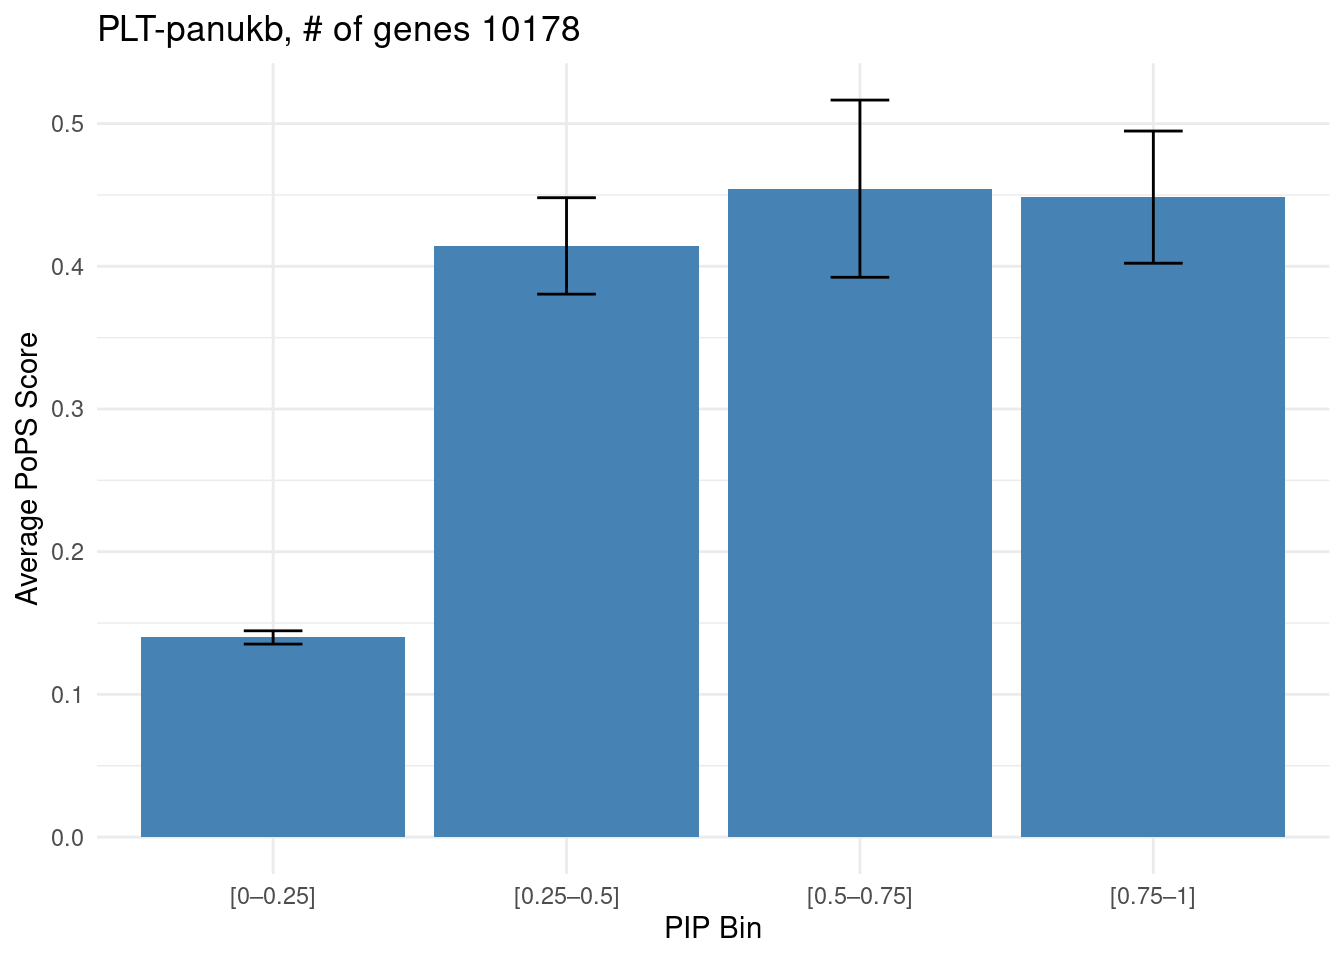 PLT-panukb, # of genes 10178
Average PoPS Score
0.5
0.4
0.3
0.2
0.1
0.0
[0–0.25] [0.25–0.5] [0.5–0.75] [0.75–1]
PIP Bin